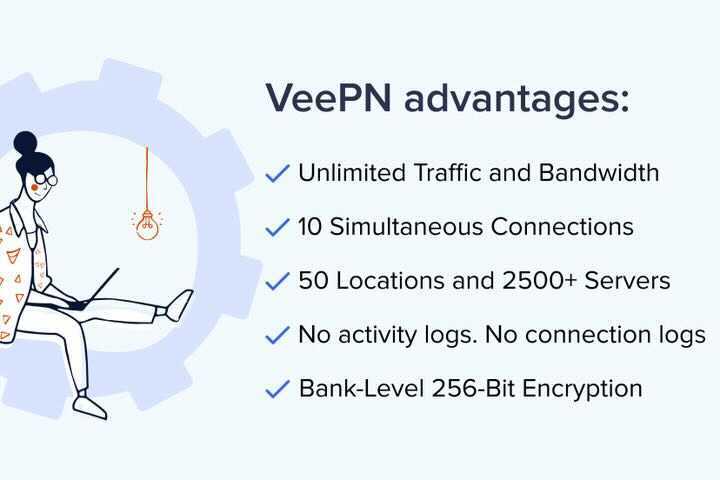 VeePN advantages:
Unlimited Traffic and Bandwidth
10 Simultaneous Connections
50 Locations and 2500+ Servers
No activity logs. No connection logs
Bank-Level 256-Bit Encryption